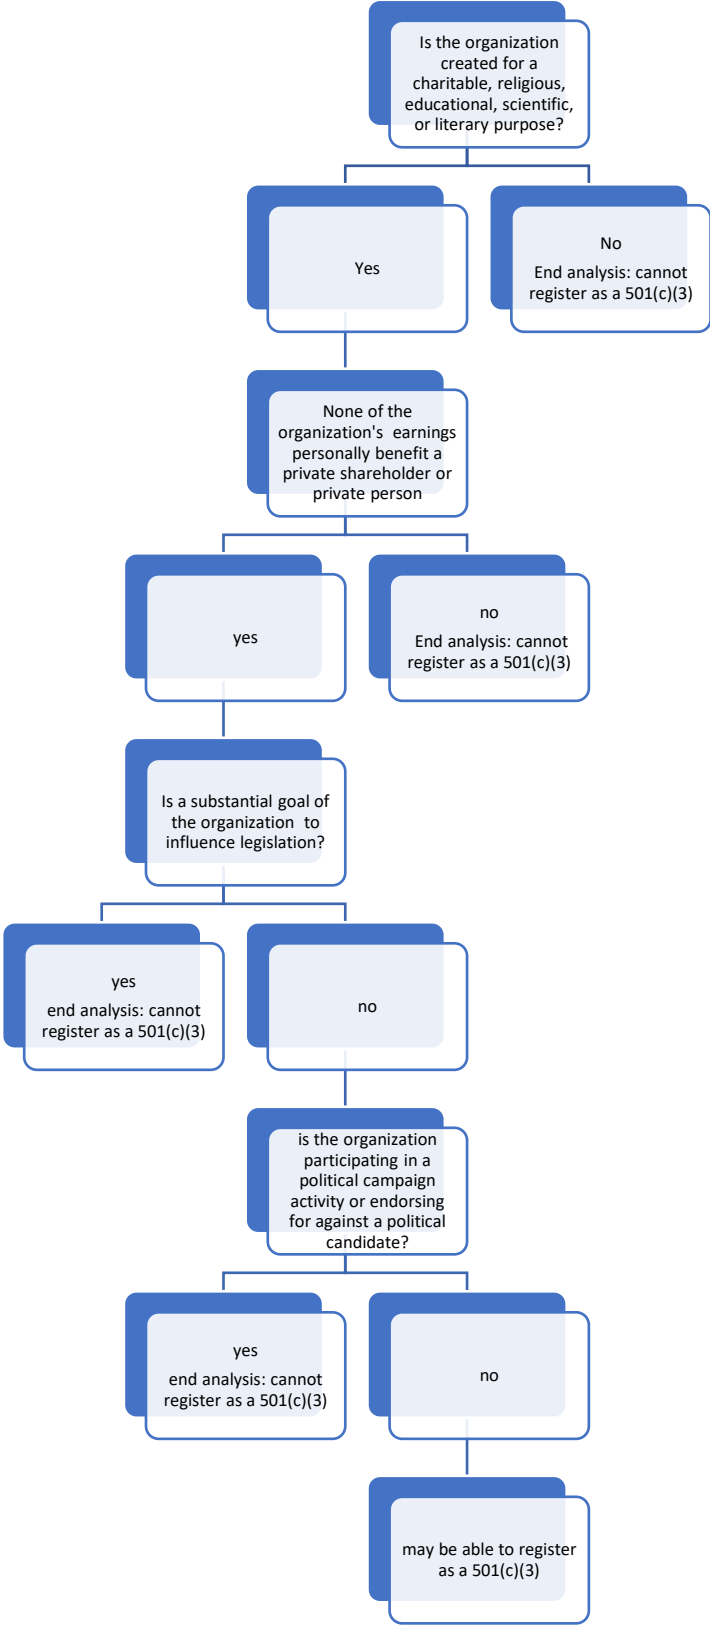 Is the organization
created for a
charitable, religious,
educational, scientific,
or literary purpose?
Yes
No
End analysis: cannot
register as a 501(c)(3)
None of the
organization's  earnings
personally benefit a
private shareholder or
private person
yes
no
End analysis: cannot
register as a 501(c)(3)
Is a substantial goal of
the organization  to
influence legislation?
yes
end analysis: cannot
register as a 501(c)(3)
no
is the organization
participating in a
political campaign
activity or endorsing
for against a political
candidate?
yes
end analysis: cannot
register as a 501(c)(3)
no
may be able to register
as a 501(c)(3)